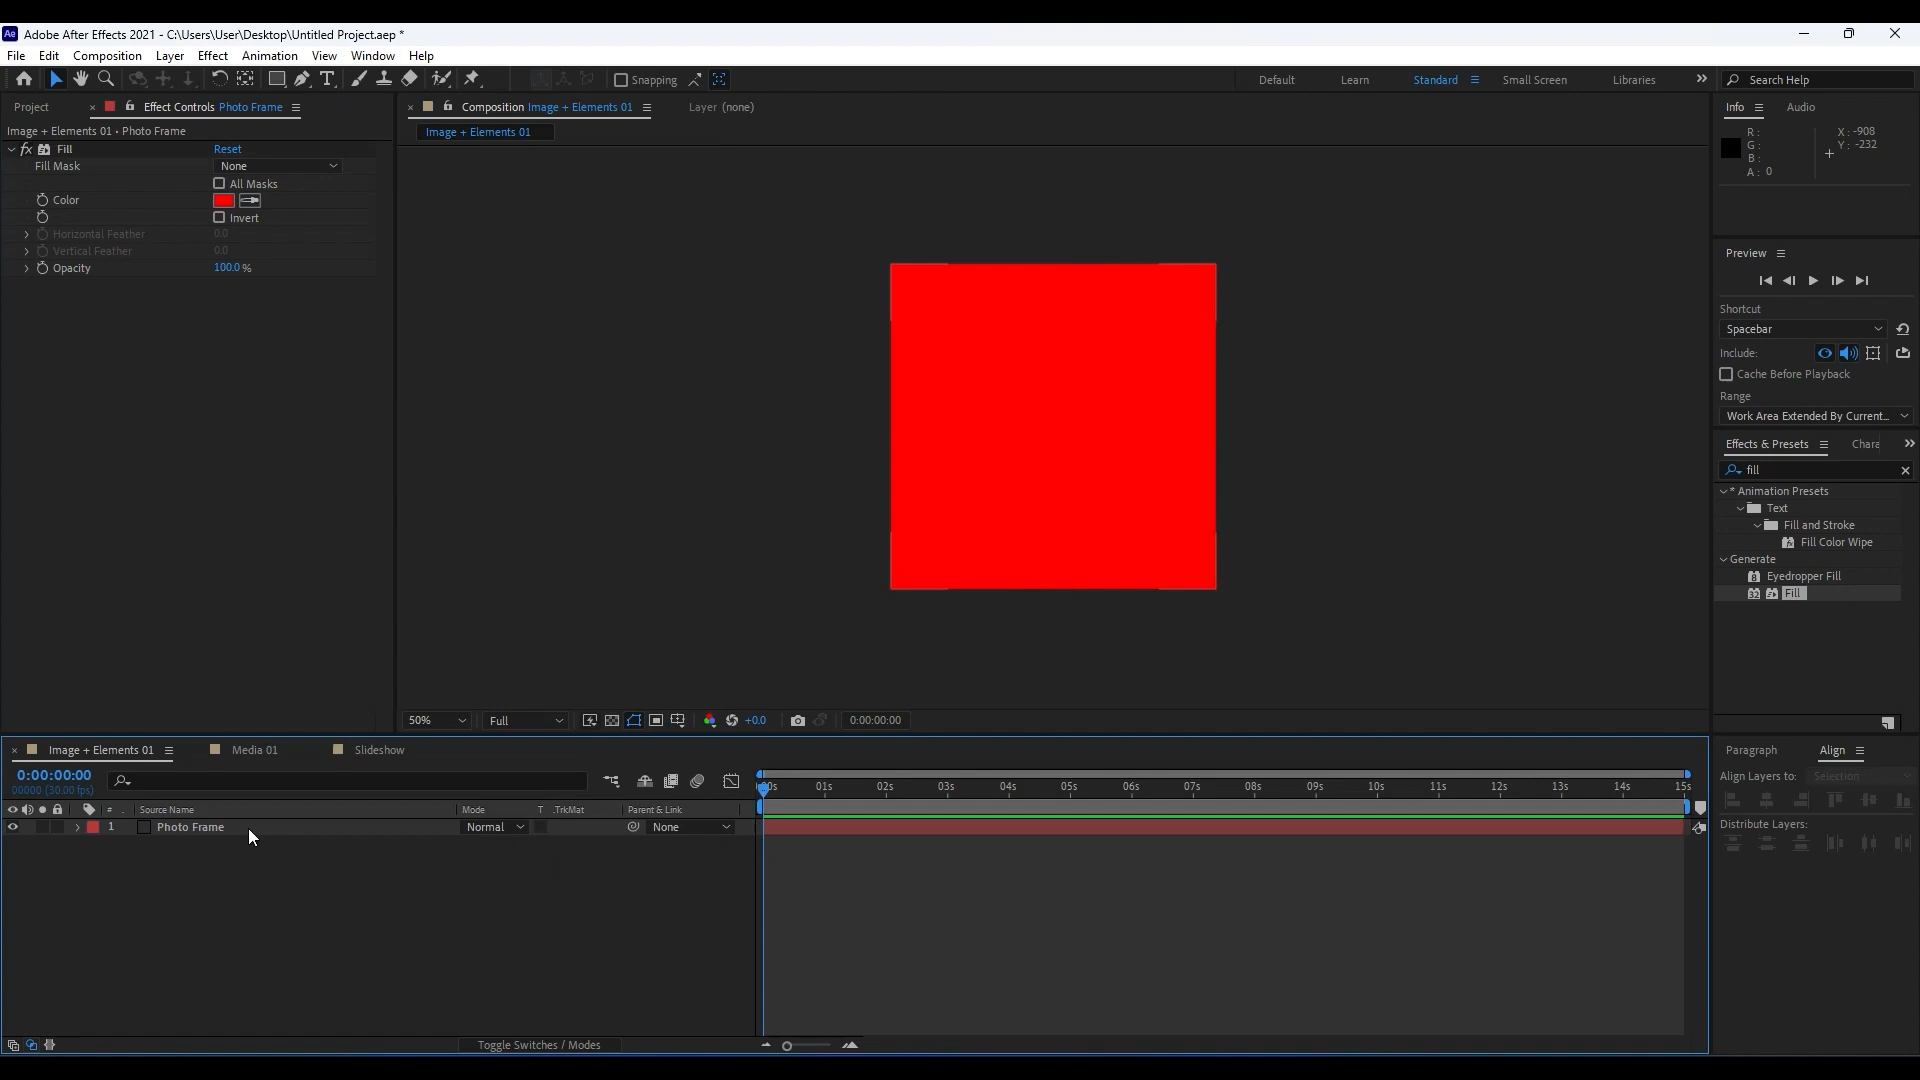 Adobe After Effects 2021 - C:\Users\User\Desktop\Untitled Project.aep *
File Edit Composition Layer Effect Animation View Window Help
Snapping Default Learn Standard Small Screen Libraries Search Help
Project Effect Controls Photo Frame Composition Image + Elements 01 Layer (none) Info Audio
Image + Elements 01 • Photo Frame
Image + Elements 01
Fill Reset
Fill Mask None
All Masks
Color
Invert
Horizontal Feather 0.0
Vertical Feather 0.0
Opacity 100.0 %
R:
G:
B:
A: 0
X: -908
Y: -232
Preview
Shortcut
Spacebar
Include:
Cache Before Playback
Range
Work Area Extended By Current...
Effects & Presets Chara
fill
* Animation Presets
Text
Fill and Stroke
Fill Color Wipe
Generate
Eyedropper Fill
Fill
50% Full +0.0 0:00:00:00
Image + Elements 01 Media 01 Slideshow
0:00:00:00
00000 (30.00 fps)
# Source Name Mode T .TrkMat Parent & Link
1 Photo Frame Normal None
01s 02s 03s 04s 05s 06s 07s 08s 09s 10s 11s 12s 13s 14s 15s
Toggle Switches / Modes
Paragraph Align
Align Layers to: Selection
Distribute Layers: